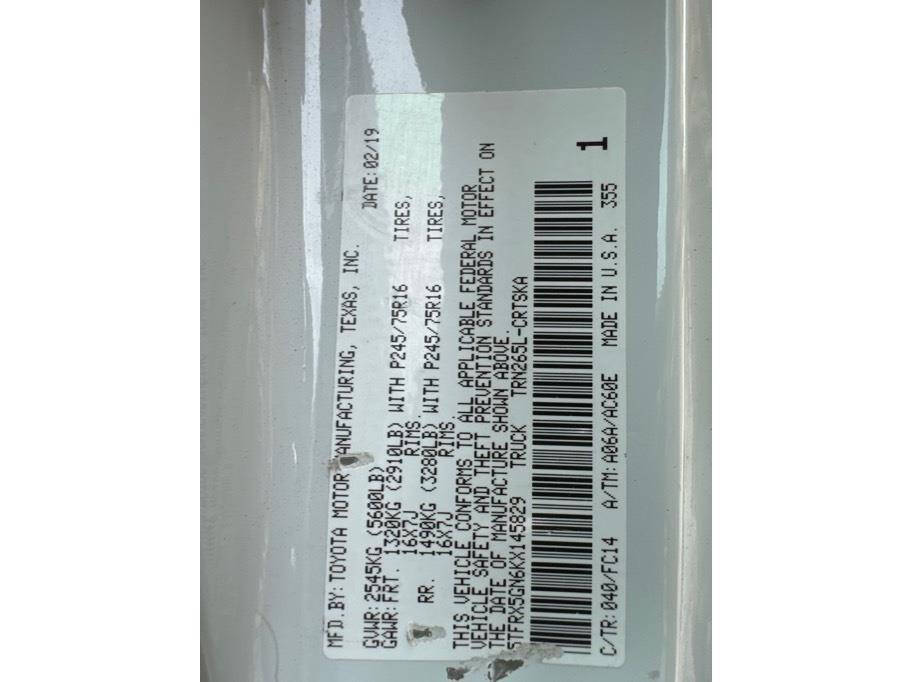 MFD.BY:TOYOTA MOTOR MANUFACTURING, TEXAS, INC.
DATE:02/19
GVWR:2545KG (5600LB)
GAWR:FRT. 1320KG (2910LB) WITH P245/75R16 TIRES,
16X7J RIMS.
RR. 1490KG (3280LB) WITH P245/75R16 TIRES,
16X7J RIMS.
THIS VEHICLE CONFORMS TO ALL APPLICABLE FEDERAL MOTOR
VEHICLE SAFETY AND THEFT PREVENTION STANDARDS IN EFFECT ON
THE DATE OF MANUFACTURE SHOWN ABOVE.
5TFRX5GN6KX145829 TRUCK TRN265L-CRTSKA
1
C/TR:040/FC14 A/TM:A06A/AC60E MADE IN U.S.A. 355